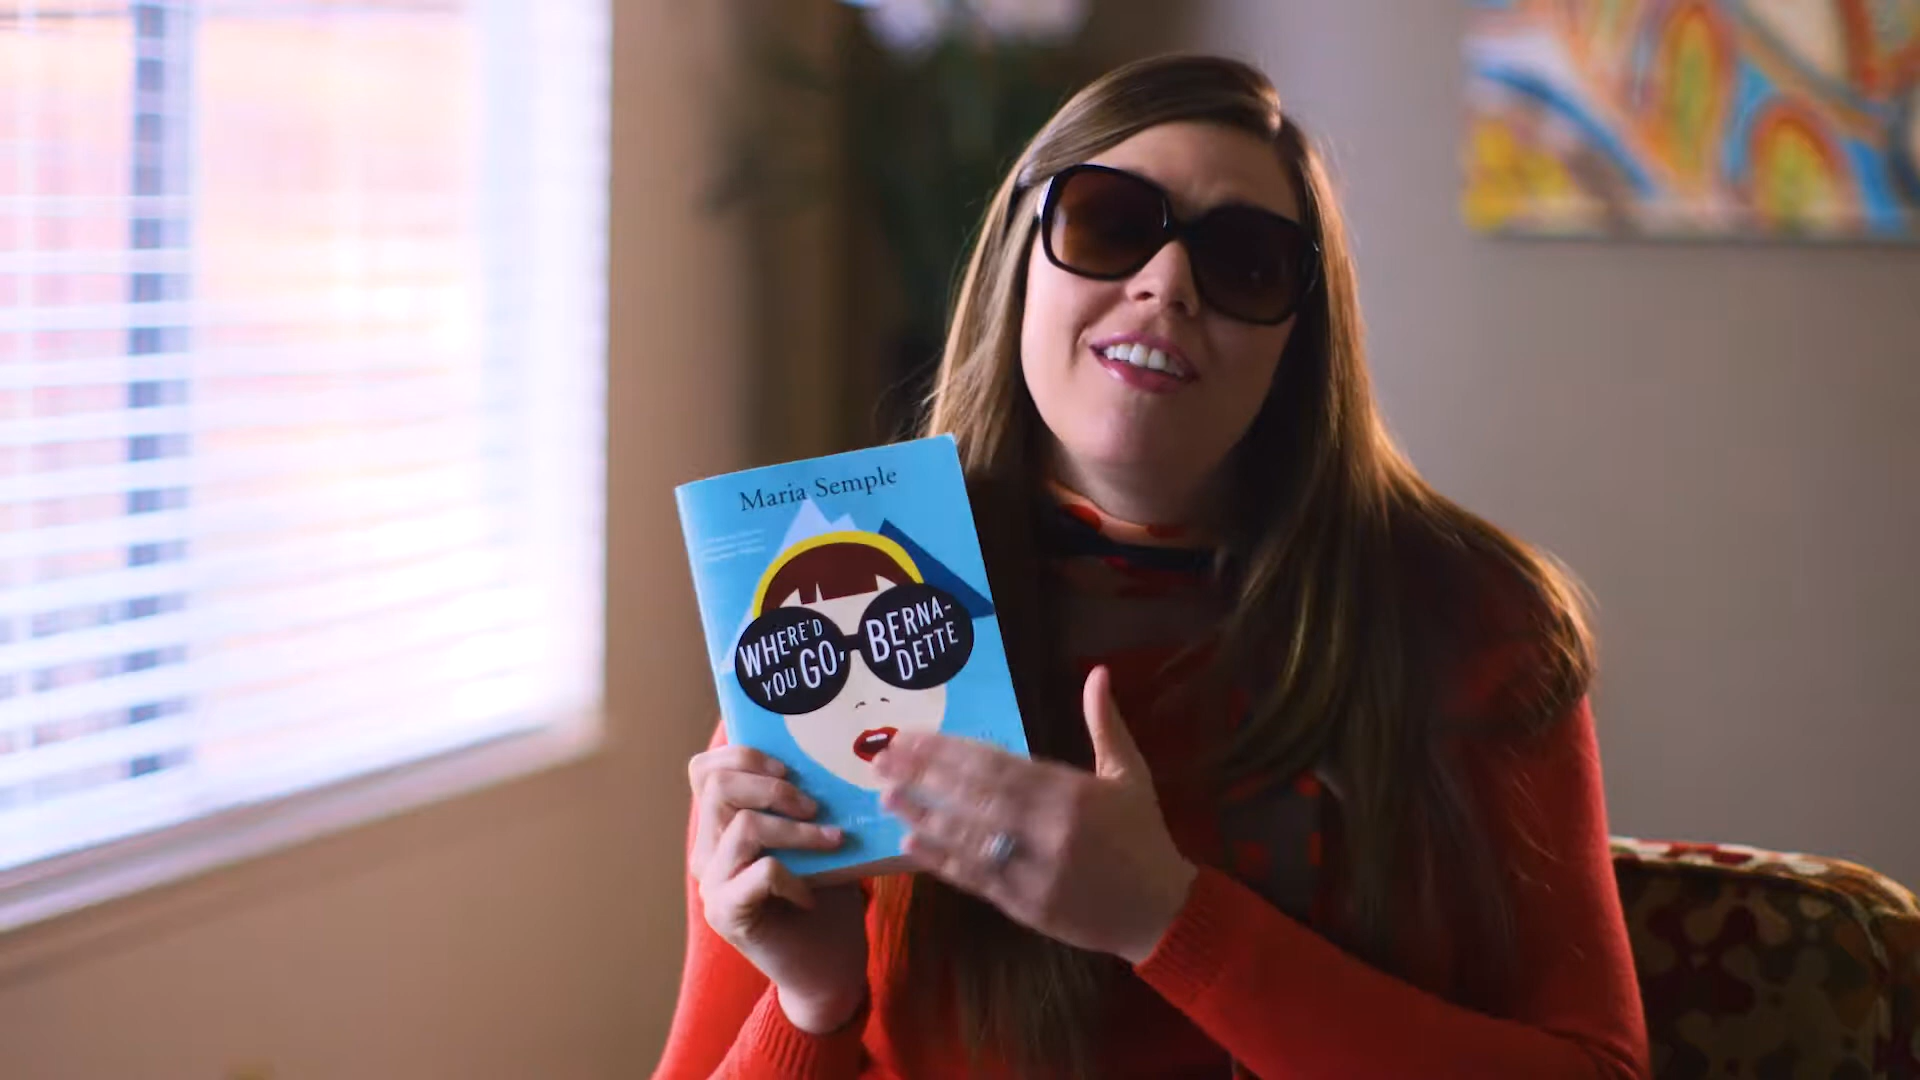 Maria Semple
WHERE'D
YOU GO,
BERNA-
DETTE